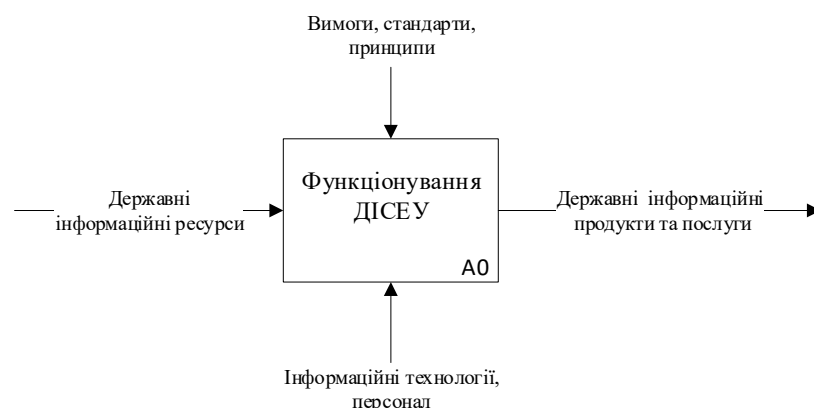 Вимоги, стандарти,
принципи
Державні
інформаційні ресурси
Функціонування
ДІСЕУ
A0
Державні інформаційні
продукти та послуги
Інформаційні технології,
персонал